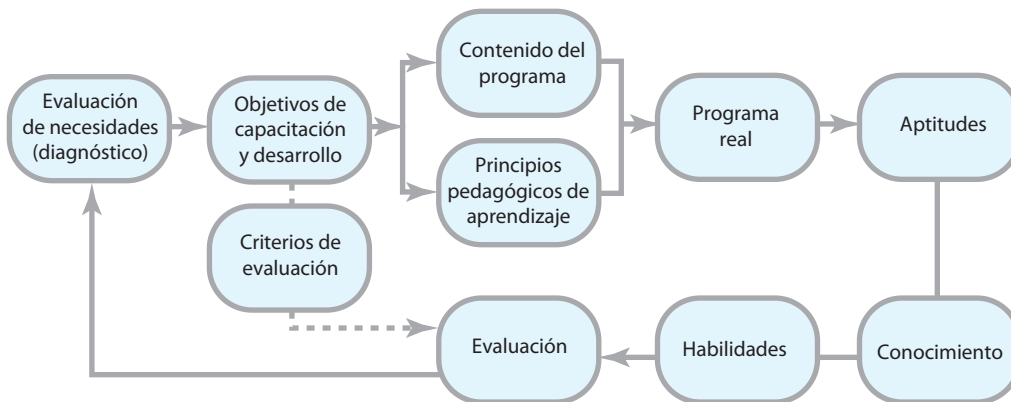 Evaluación
de necesidades
(diagnóstico)
Objetivos de
capacitación
y desarrollo
Contenido del
programa
Principios
pedagógicos de
aprendizaje
Programa
real
Aptitudes
Criterios de
evaluación
Evaluación
Habilidades
Conocimiento